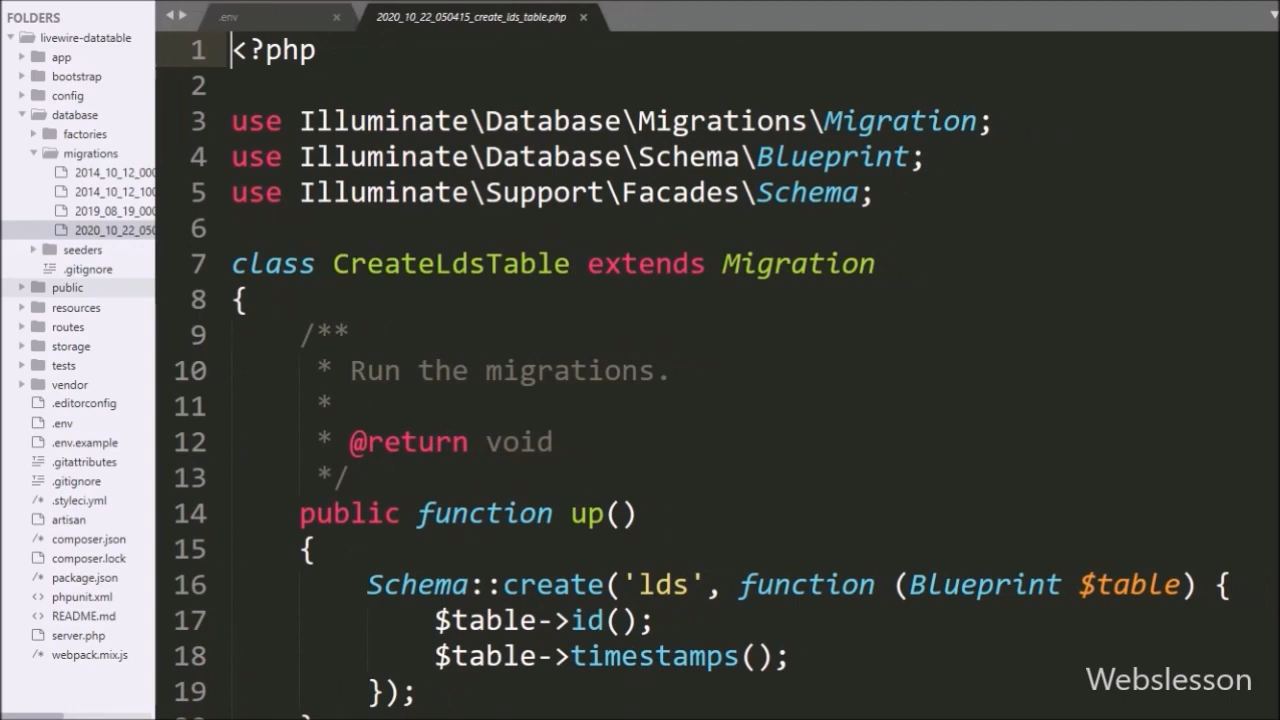 FOLDERS
livewire-datatable
app
bootstrap
config
database
factories
migrations
2014_10_12_000
2014_10_12_100
2019_08_19_000
2020_10_22_050
seeders
.gitignore
public
resources
routes
storage
tests
vendor
.editorconfig
.env
.env.example
.gitattributes
.gitignore
.styleci.yml
artisan
composer.json
composer.lock
package.json
phpunit.xml
README.md
server.php
webpack.mix.js
.env
2020_10_22_050415_create_lds_table.php
1 <?php
2
3 use Illuminate\Database\Migrations\Migration;
4 use Illuminate\Database\Schema\Blueprint;
5 use Illuminate\Support\Facades\Schema;
6
7 class CreateLdsTable extends Migration
8 {
9 /**
10 * Run the migrations.
11 *
12 * @return void
13 */
14 public function up()
15 {
16 Schema::create('lds', function (Blueprint $table) {
17 $table->id();
18 $table->timestamps();
19 });
Webslesson